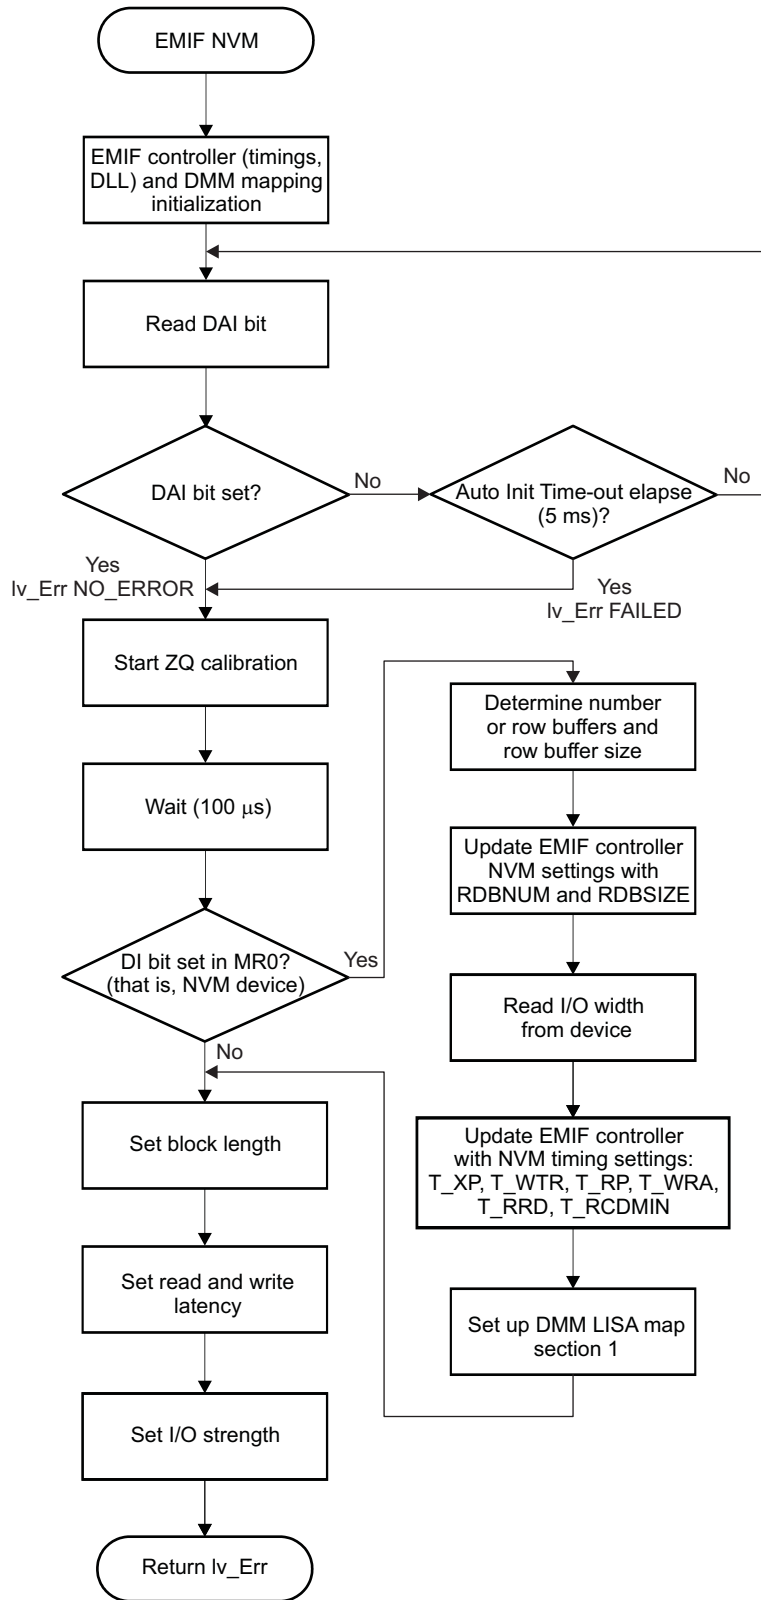 EMIF NVM
EMIF controller (timings,
DLL) and DMM mapping
initialization
Read DAI bit
DAI bit set?
No
Auto Init Time-out elapse
(5 ms)?
No
Yes
lv_Err NO_ERROR
Yes
lv_Err FAILED
Start ZQ calibration
Wait (100 μs)
DI bit set in MR0?
(that is, NVM device)
Yes
No
Determine number
or row buffers and
row buffer size
Update EMIF controller
NVM settings with
RDBNUM and RDBSIZE
Read I/O width
from device
Update EMIF controller
with NVM timing settings:
T_XP, T_WTR, T_RP, T_WRA,
T_RRD, T_RCDMIN
Set up DMM LISA map
section 1
Set block length
Set read and write
latency
Set I/O strength
Return lv_Err